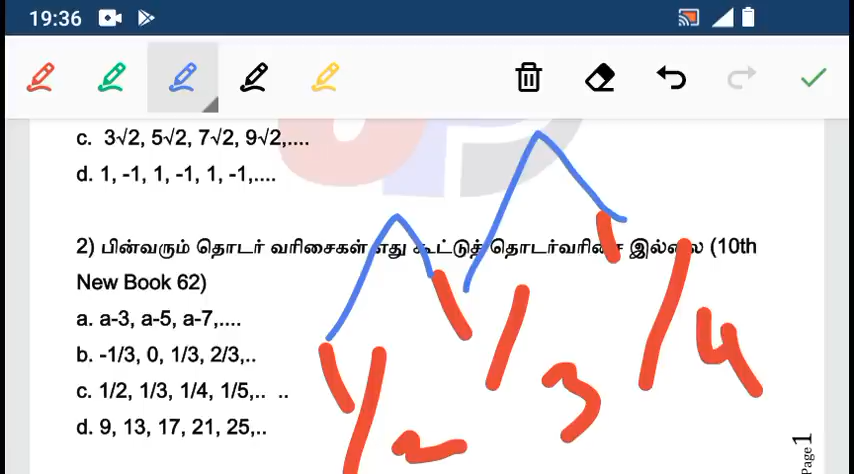 19:36
c. 3√2, 5√2, 7√2, 9√2,....
d. 1, -1, 1, -1, 1, -1,....
2) பின்வரும் தொடர் வரிசைகள் எது கூட்டுத் தொடர்வரிசை இல்லை (10th
New Book 62)
a. a-3, a-5, a-7,....
b. -1/3, 0, 1/3, 2/3,..
c. 1/2, 1/3, 1/4, 1/5,.. ..
d. 9, 13, 17, 21, 25,..
1/2 1/3 1/4
Page 1